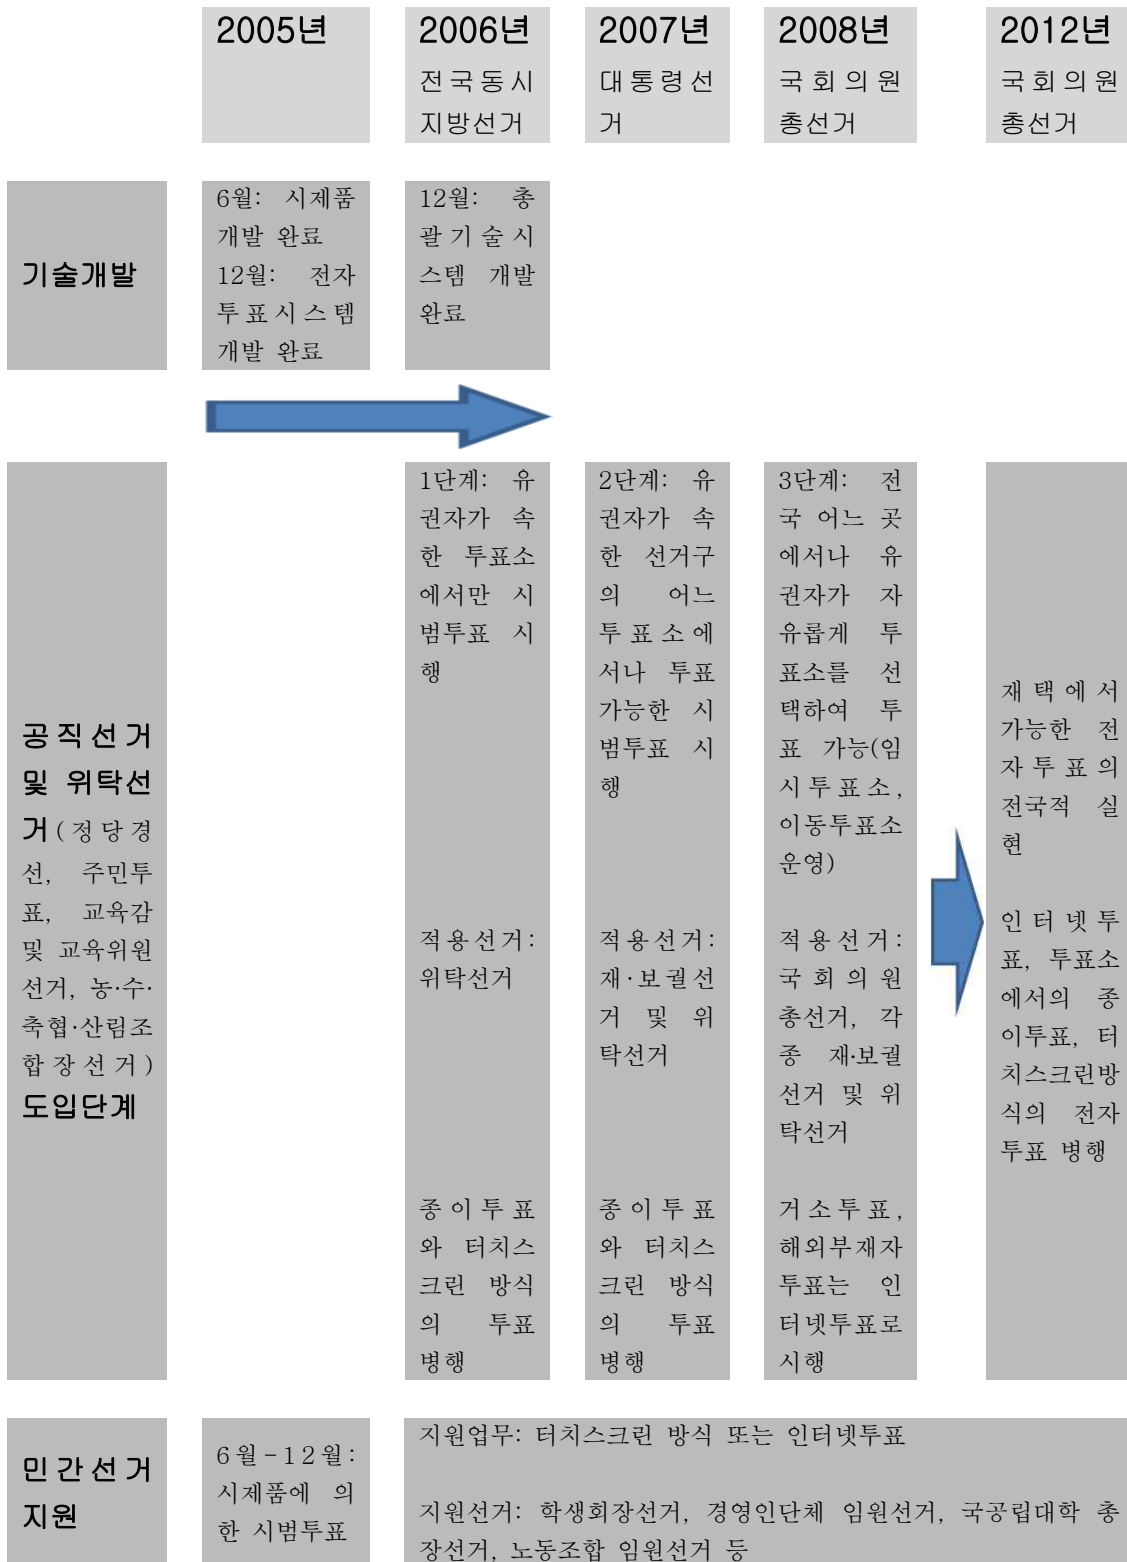 2005년
2006년
전국동시
지방선거
2007년
대통령선
거
2008년
국회의원
총선거
2012년
국회의원
총선거
기술개발
6월: 시제품
개발 완료
12월: 전자
투표시스템
개발 완료
12월: 총
괄기술시
스템 개발
완료
공직선거
및 위탁선
거(정당경
선, 주민투
표, 교육감
및 교육위원
선거, 농·수·
축협·산림조
합장선거)
도입단계
1단계: 유
권자가 속
한 투표소
에서만 시
범투표 시
행
적용선거:
위탁선거
종이투표
와 터치스
크린 방식
의 투표
병행
2단계: 유
권자가 속
한 선거구
의 어느
투표소에
서나 투표
가능한 시
범투표 시
행
적용선거:
재·보궐선
거 및 위
탁선거
종이투표
와 터치스
크린 방식
의 투표
병행
3단계: 전
국 어느 곳
에서나 유
권자가 자
유롭게 투
표소를 선
택하여 투
표 가능(임
시투표소,
이동투표소
운영)
적용선거:
국회의원
총선거, 각
종 재·보궐
선거 및 위
탁선거
거소투표,
해외부재자
투표는 인
터넷투표로
시행
재택에서
가능한 전
자투표의
전국적 실
현
인터넷투
표, 투표소
에서의 종
이투표, 터
치스크린방
식의 전자
투표 병행
민간선거
지원
6월-12월:
시제품에 의
한 시범투표
지원업무: 터치스크린 방식 또는 인터넷투표
지원선거: 학생회장선거, 경영인단체 임원선거, 국공립대학 총
장선거, 노동조합 임원선거 등